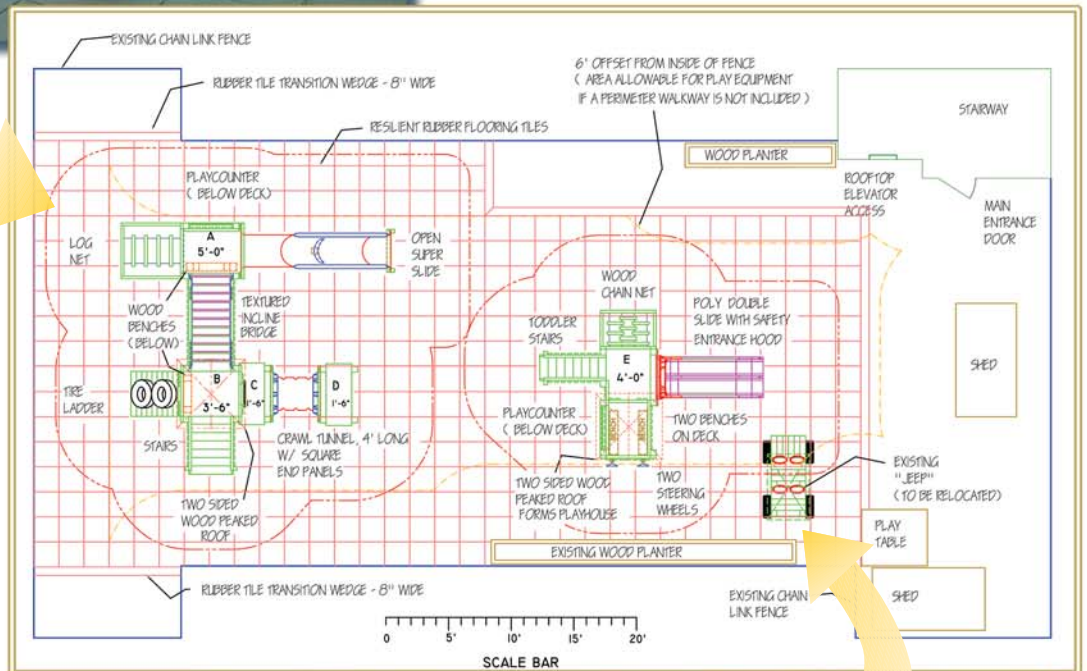 EXISTING CHAIN LINK FENCE
RUBBER TILE TRANSITION WEDGE - 8" WIDE
RESILIENT RUBBER FLOORING TILES
6' OFFSET FROM INSIDE OF FENCE
( AREA ALLOWABLE FOR PLAY EQUIPMENT
IF A PERIMETER WALKWAY IS NOT INCLUDED )
STAIRWAY
WOOD PLANTER
ROOFTOP
ELEVATOR
ACCESS
MAIN
ENTRANCE
DOOR
PLAYCOUNTER
( BELOW DECK)
LOG
NET
A
5'-0"
OPEN
SUPER
SLIDE
WOOD
BENCHES
(BELOW)
TEXTURED
INCLINE
BRIDGE
WOOD
CHAIN NET
TODDLER
STAIRS
POLY DOUBLE
SLIDE WITH SAFETY
ENTRANCE HOOD
E
4'-0"
SHED
TIRE
LADDER
B
3'-6"
C
1'-6"
D
1'-6"
STAIRS
CRAWL TUNNEL, 4' LONG
W/ SQUARE
END PANELS
TWO SIDED
WOOD PEAKED
ROOF
PLAYCOUNTER
( BELOW DECK)
BENCH
BENCH
TWO BENCHES
ON DECK
TWO SIDED WOOD
PEAKED ROOF
FORMS PLAYHOUSE
TWO
STEERING
WHEELS
EXISTING
"JEEP"
( TO BE RELOCATED)
PLAY
TABLE
EXISTING WOOD PLANTER
RUBBER TILE TRANSITION WEDGE - 8" WIDE
EXISTING CHAIN
LINK FENCE
SHED
0 5' 10' 15' 20'
SCALE BAR